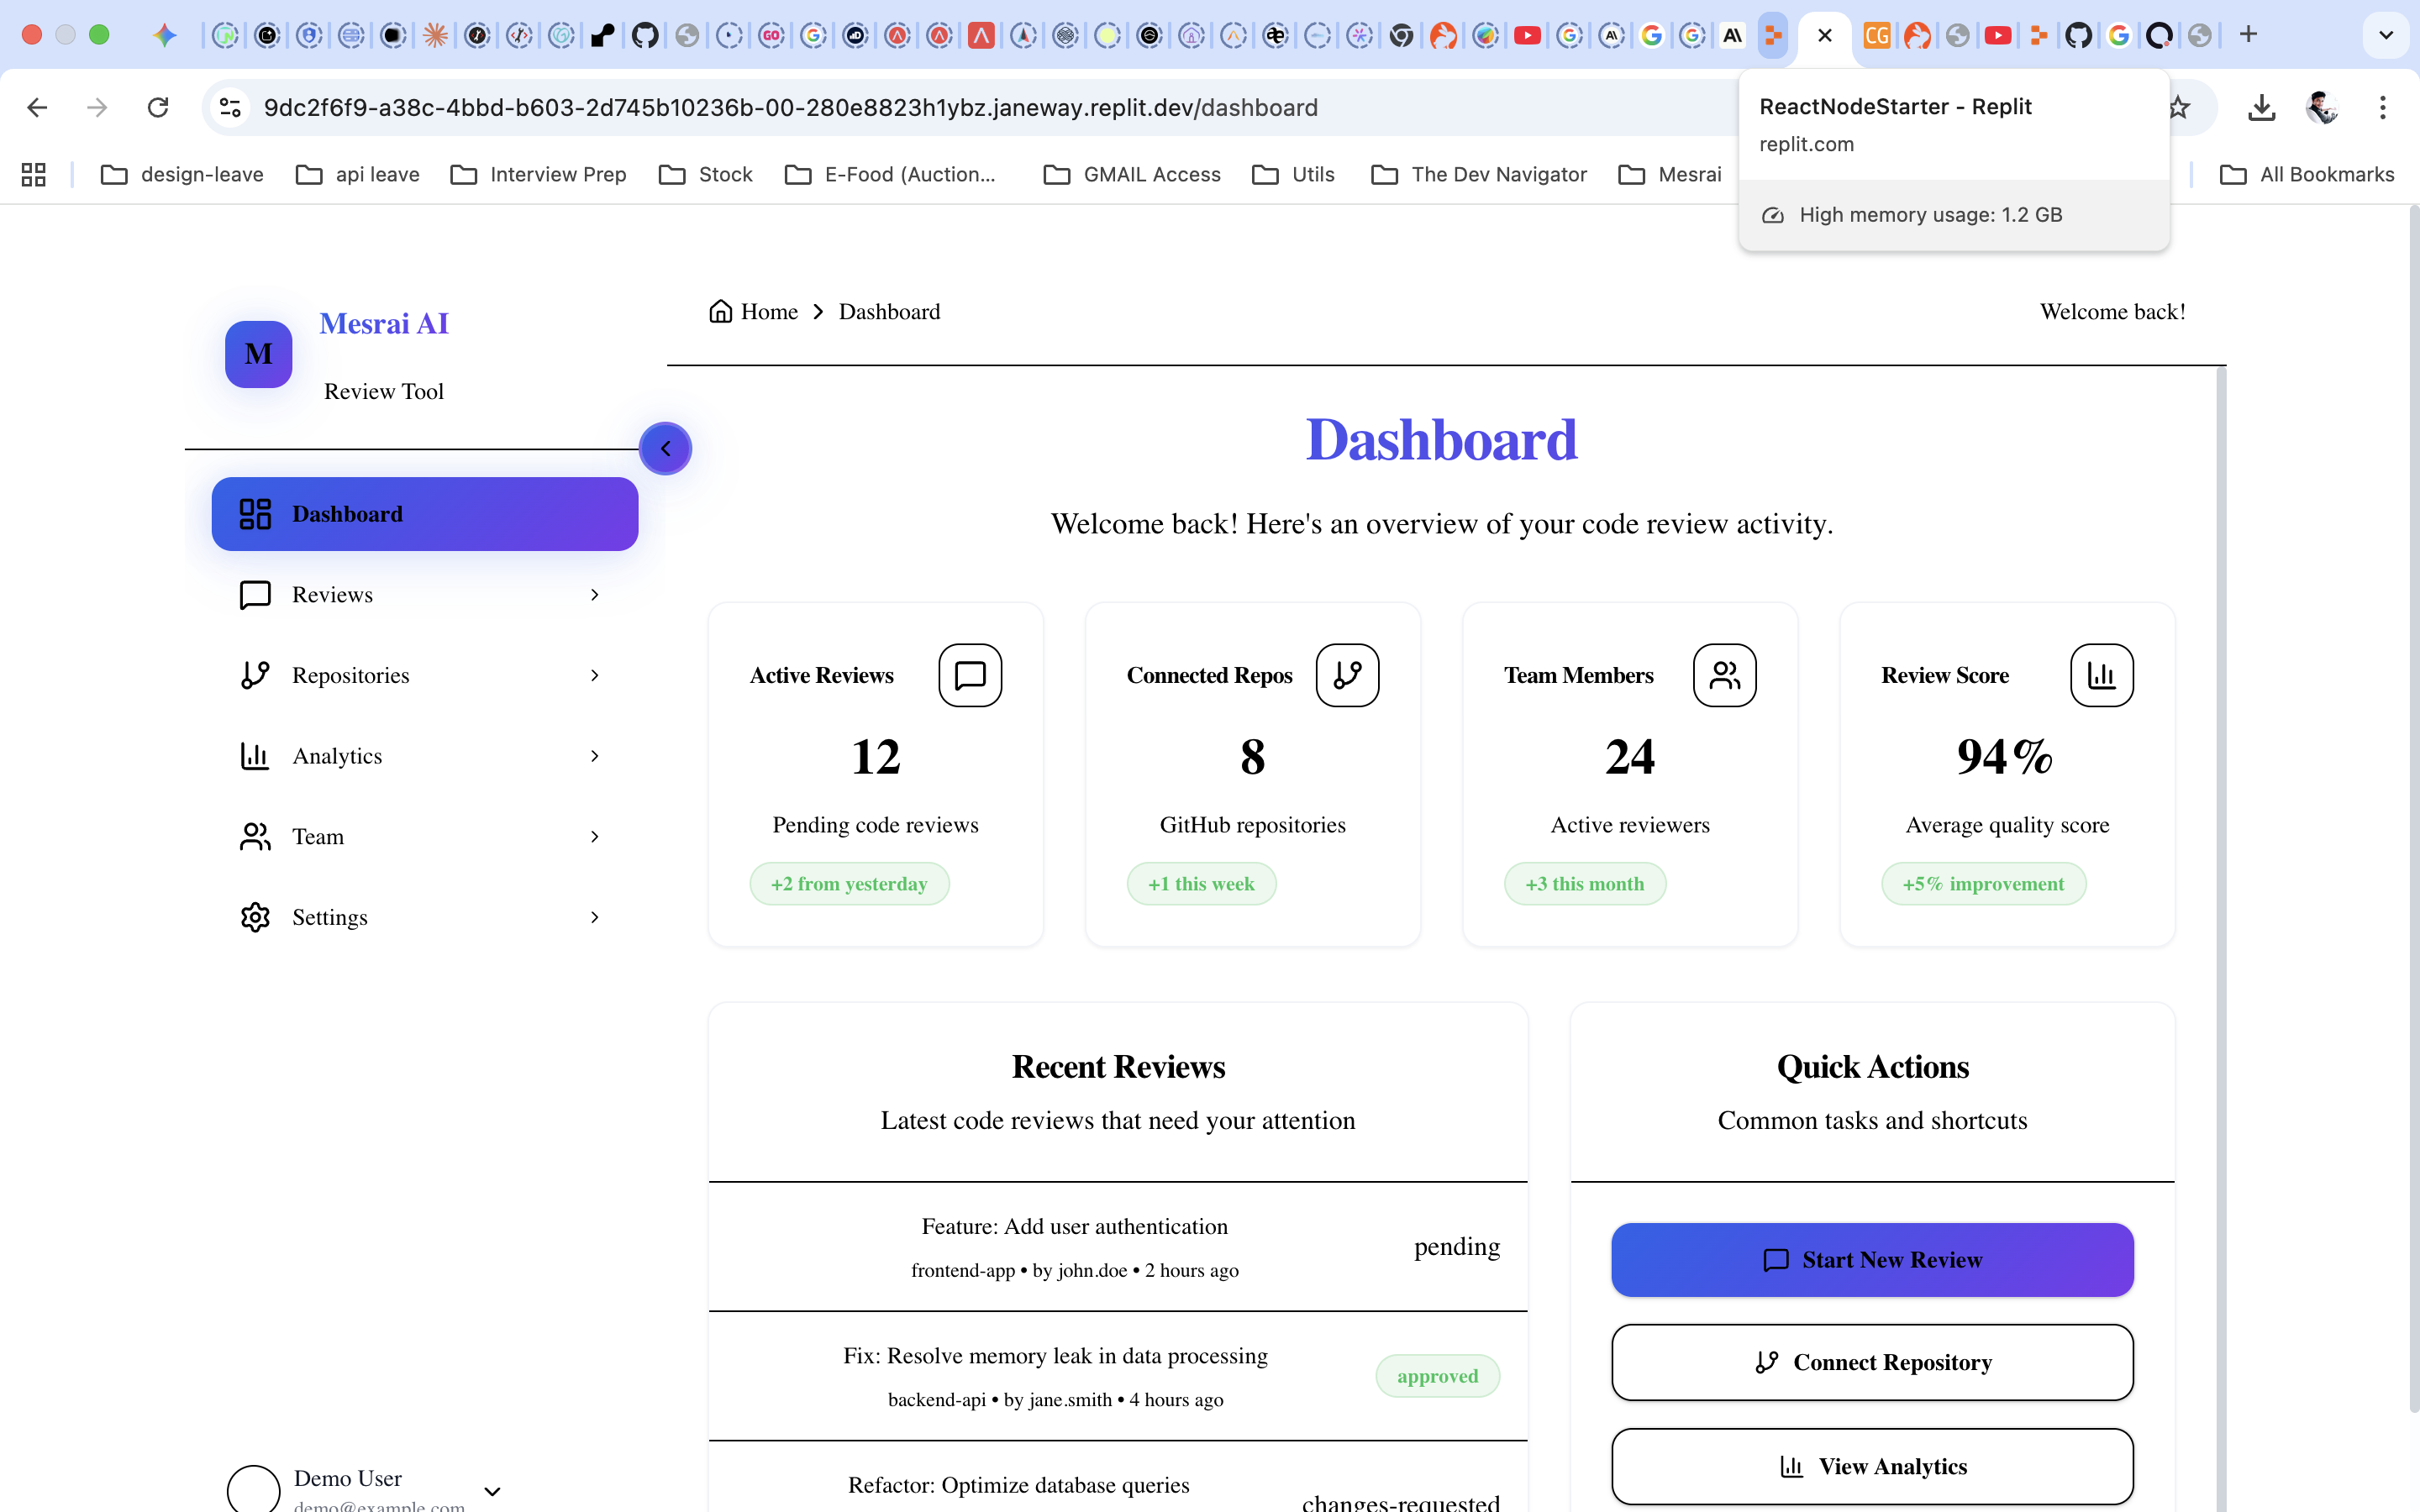 9dc2f6f9-a38c-4bbd-b603-2d745b10236b-00-280e8823h1ybz.janeway.replit.dev/dashboard
ReactNodeStarter - Replit
replit.com
High memory usage: 1.2 GB
design-leave
api leave
Interview Prep
Stock
E-Food (Auction...
GMAIL Access
Utils
The Dev Navigator
Mesrai
All Bookmarks
M
Mesrai AI
Review Tool
Dashboard
Reviews
Repositories
Analytics
Team
Settings
Demo User
demo@example.com
Home > Dashboard
Welcome back!
Dashboard
Welcome back! Here's an overview of your code review activity.
Active Reviews
12
Pending code reviews
+2 from yesterday
Connected Repos
8
GitHub repositories
+1 this week
Team Members
24
Active reviewers
+3 this month
Review Score
94%
Average quality score
+5% improvement
Recent Reviews
Latest code reviews that need your attention
Feature: Add user authentication
frontend-app • by john.doe • 2 hours ago
pending
Fix: Resolve memory leak in data processing
backend-api • by jane.smith • 4 hours ago
approved
Refactor: Optimize database queries
changes-requested
Quick Actions
Common tasks and shortcuts
Start New Review
Connect Repository
View Analytics